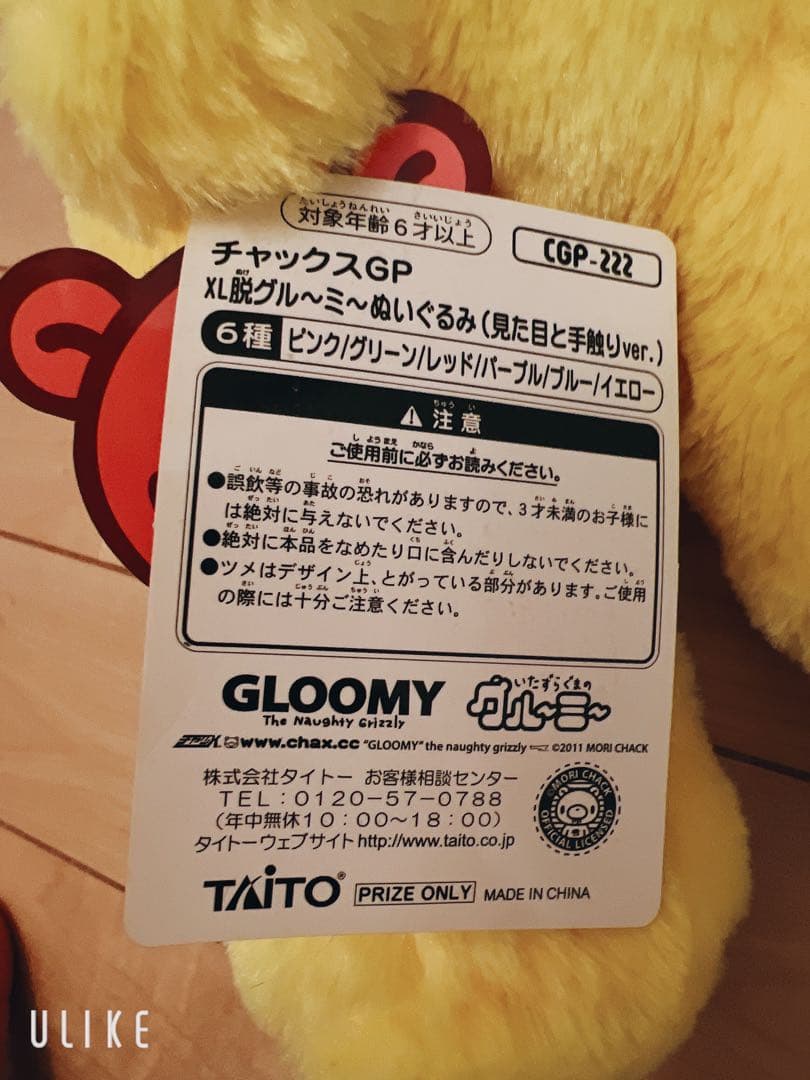 対象年齢6才以上
CGP-222
チャックスGP
XL脱グル〜ミ〜ぬいぐるみ(見た目と手触りver.)
6種 ピンク/グリーン/レッド/パープル/ブルー/イエロー
⚠注意
ご使用前に必ずお読みください。
●誤飲等の事故の恐れがありますので、3才未満のお子様に
は絶対に与えないでください。
●絶対に本品をなめたり口に含んだりしないでください。
●ツメはデザイン上、とがっている部分があります。ご使用
の際には十分ご注意ください。
GLOOMY
The Naughty Grizzly
いたずらぐまの
グル〜ミ〜
www.chax.cc "GLOOMY" the naughty grizzly ©2011 MORI CHACK
株式会社タイトー お客様相談センター
TEL:0120-57-0788
(年中無休10:00〜18:00)
タイトーウェブサイト http://www.taito.co.jp
©MORI CHACK
OFFICIAL LICENSED
TAITO® PRIZE ONLY MADE IN CHINA
ULIKE